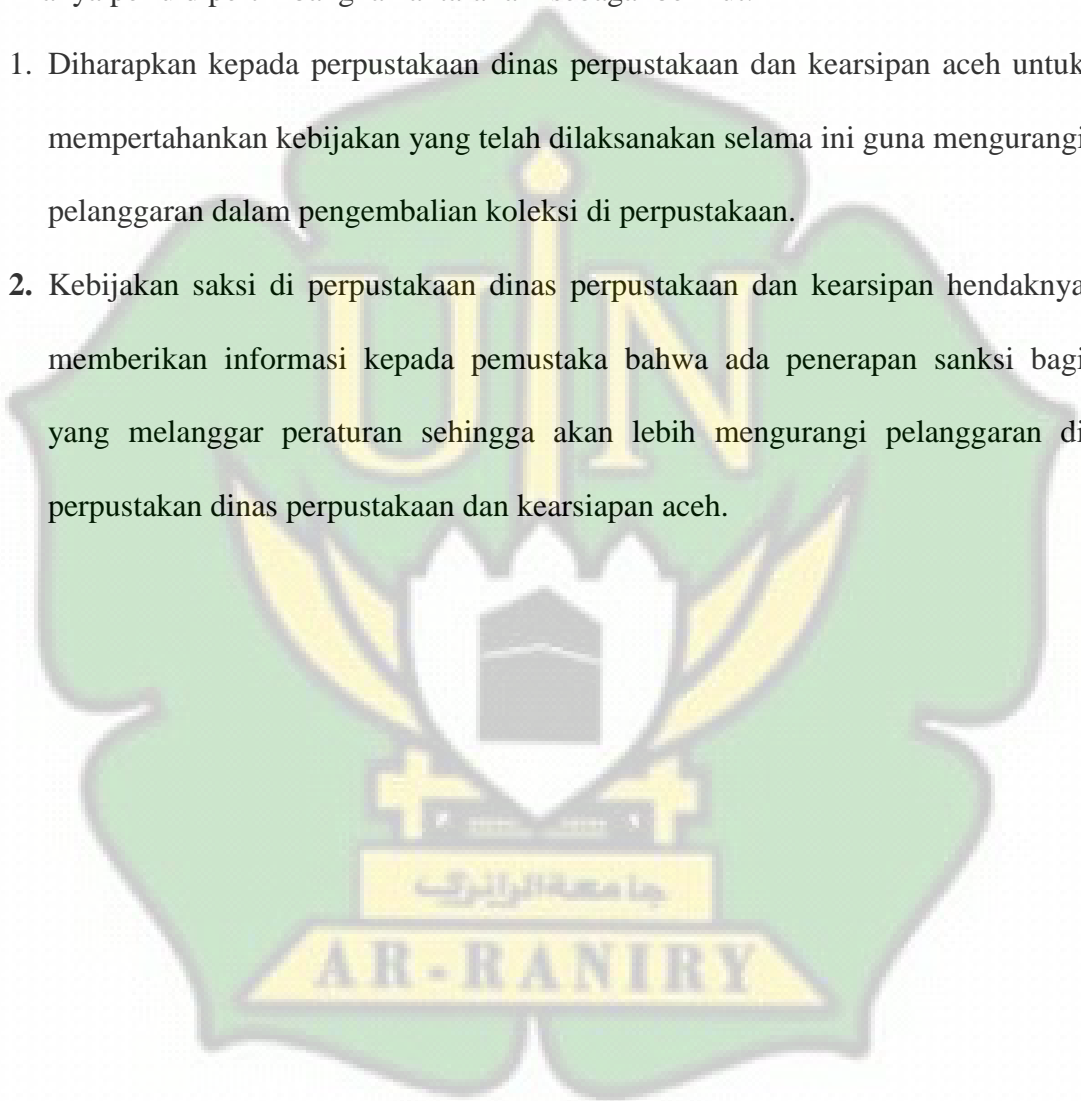 1. Diharapkan kepada perpustakaan dinas perpustakaan dan kearsipan aceh untuk
mempertahankan kebijakan yang telah dilaksanakan selama ini guna mengurangi
pelanggaran dalam pengembalian koleksi di perpustakaan.
2. Kebijakan saksi di perpustakaan dinas perpustakaan dan kearsipan hendaknya
memberikan informasi kepada pemustaka bahwa ada penerapan sanksi bagi
yang melanggar peraturan sehingga akan lebih mengurangi pelanggaran di
perpustakan dinas perpustakaan dan kearsiapan aceh.
UIN
جامعة الرانري
AR-RANIRY